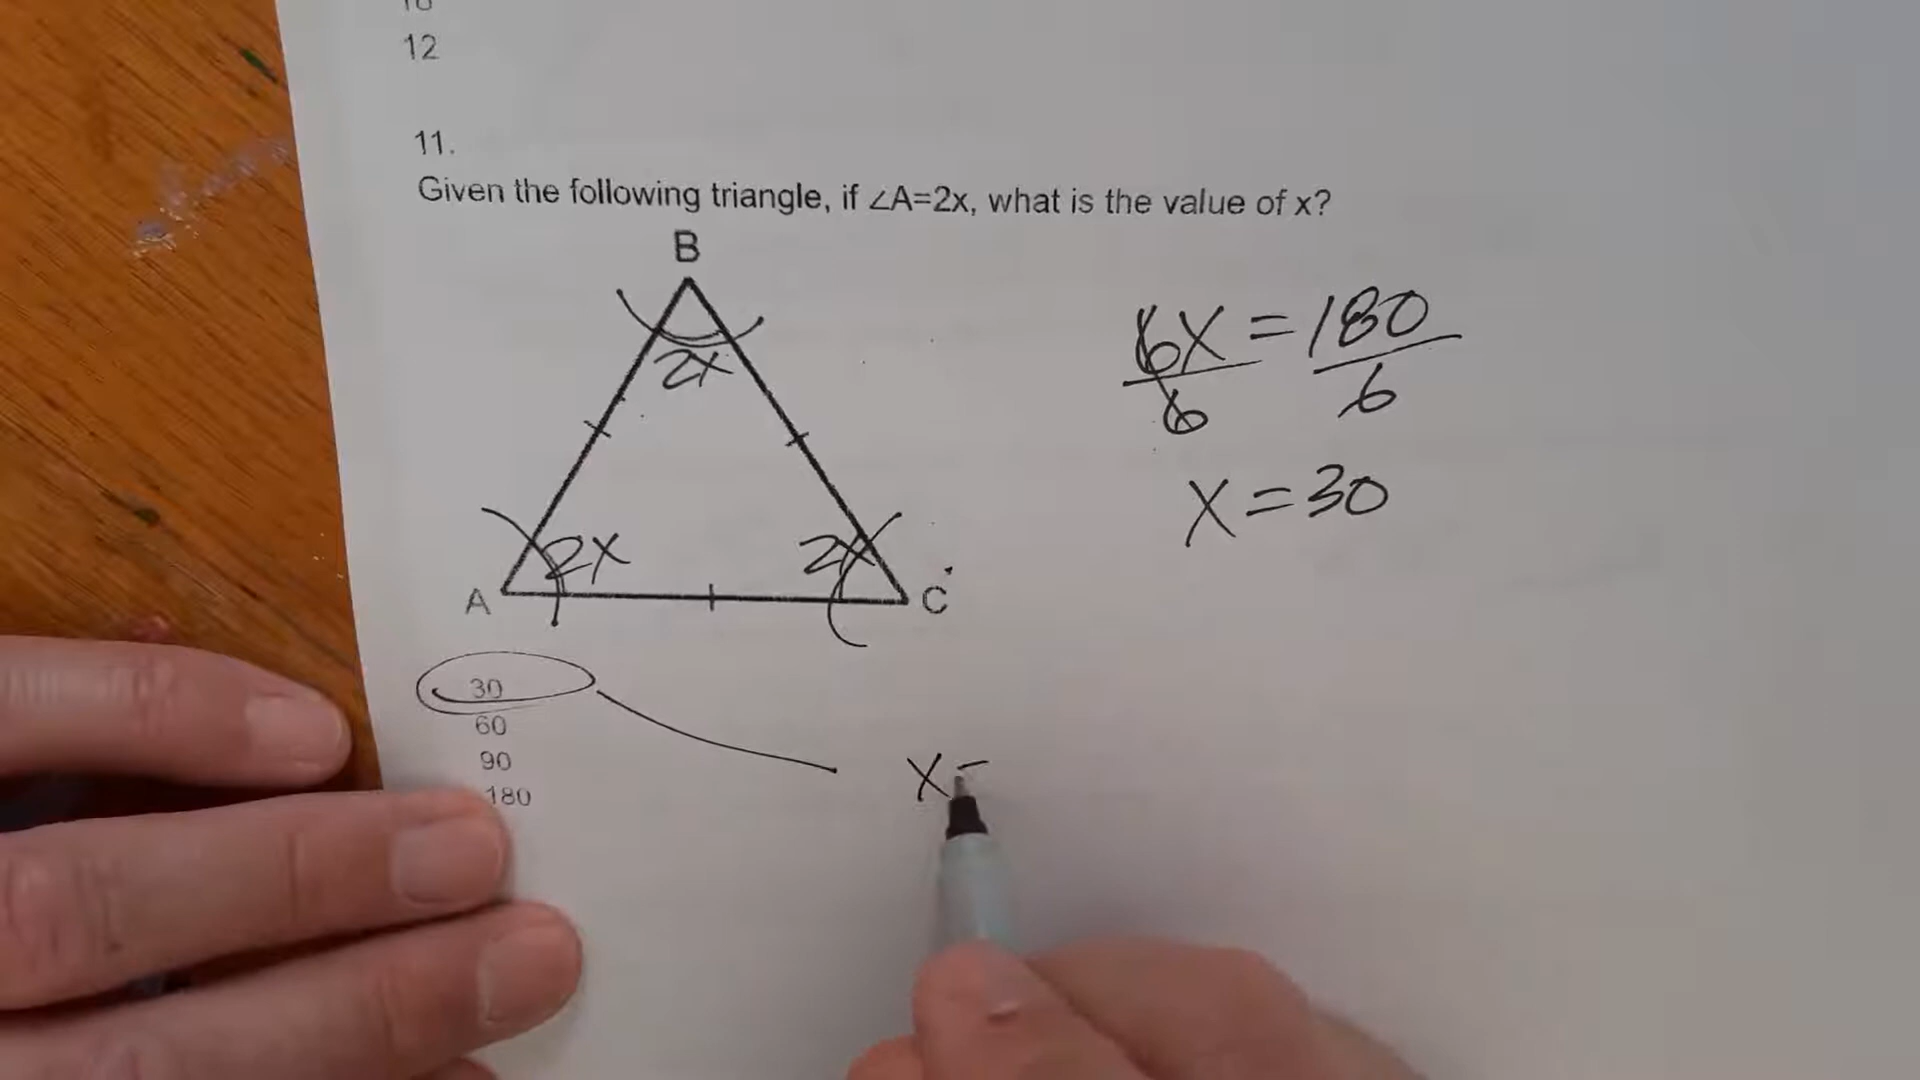 12
11.
Given the following triangle, if ∠A=2x, what is the value of x?
B
2x
6x = 180
6 6
x = 30
2x 2x
A C
30
60
90
180
x=